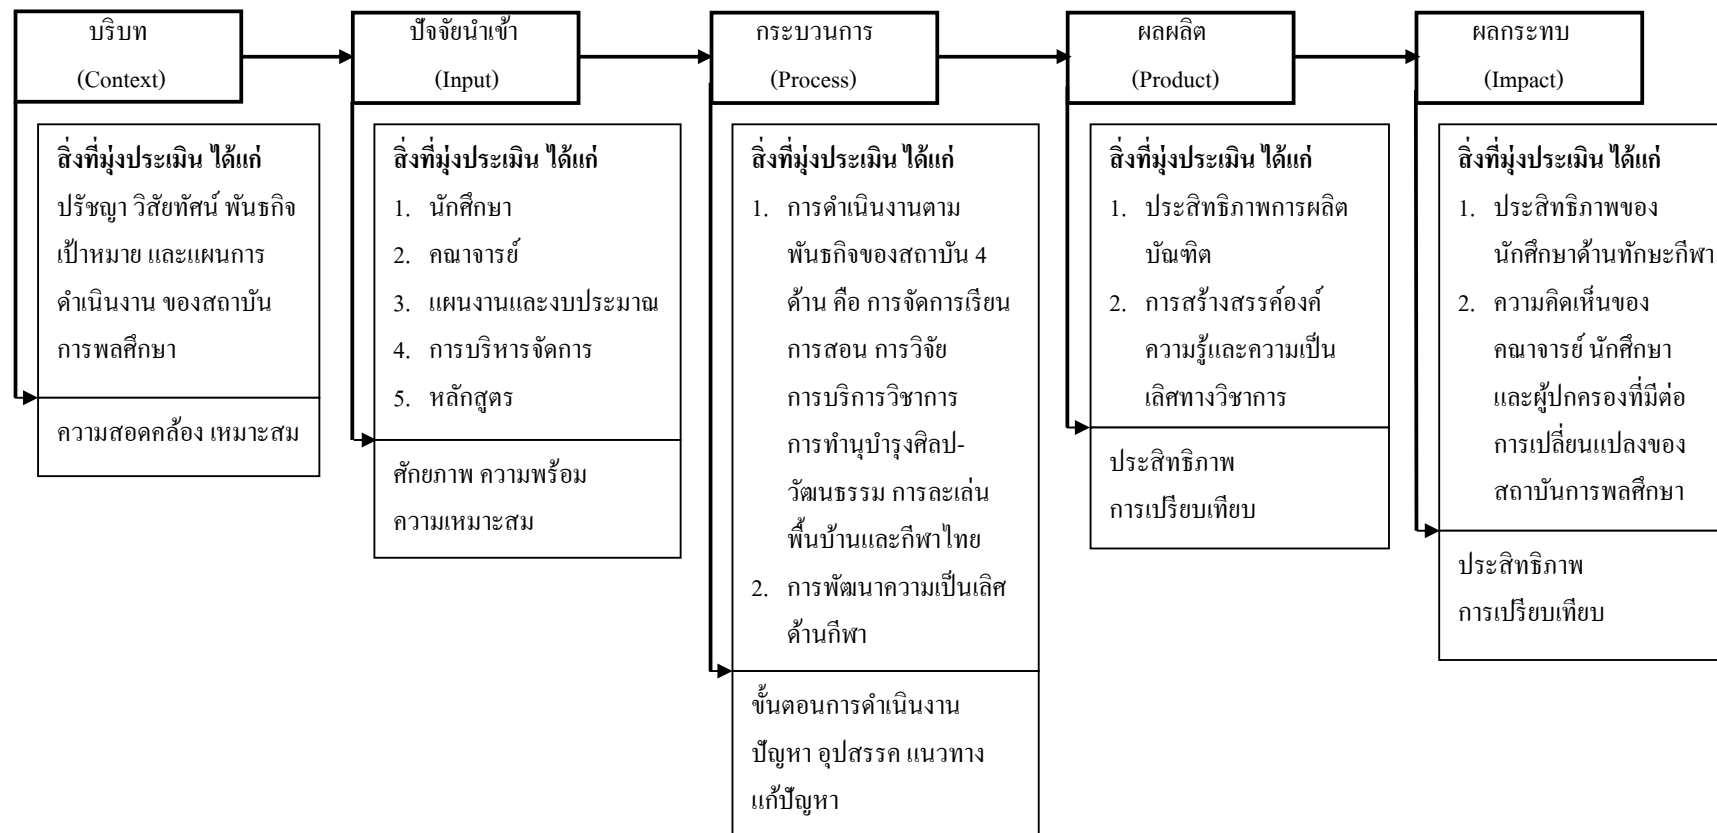 บริบท
(Context)
ปัจจัยนำเข้า
(Input)
กระบวนการ
(Process)
ผลผลิต
(Product)
ผลกระทบ
(Impact)
สิ่งที่มุ่งประเมิน ได้แก่
ปรัชญา วิสัยทัศน์ พันธกิจ
เป้าหมาย และแผนการ
ดำเนินงาน ของสถาบัน
การพลศึกษา
ความสอดคล้อง เหมาะสม
สิ่งที่มุ่งประเมิน ได้แก่
1. นักศึกษา
2. คณาจารย์
3. แผนงานและงบประมาณ
4. การบริหารจัดการ
5. หลักสูตร
ศักยภาพ ความพร้อม
ความเหมาะสม
สิ่งที่มุ่งประเมิน ได้แก่
1. การดำเนินงานตาม
พันธกิจของสถาบัน 4
ด้าน คือ การจัดการเรียน
การสอน การวิจัย
การบริการวิชาการ
การทำนุบำรุงศิลป-
วัฒนธรรม การละเล่น
พื้นบ้านและกีฬาไทย
2. การพัฒนาความเป็นเลิศ
ด้านกีฬา
ขั้นตอนการดำเนินงาน
ปัญหา อุปสรรค แนวทาง
แก้ปัญหา
สิ่งที่มุ่งประเมิน ได้แก่
1. ประสิทธิภาพการผลิต
บัณฑิต
2. การสร้างสรรค์องค์
ความรู้และความเป็น
เลิศทางวิชาการ
ประสิทธิภาพ
การเปรียบเทียบ
สิ่งที่มุ่งประเมิน ได้แก่
1. ประสิทธิภาพของ
นักศึกษาด้านทักษะกีฬา
2. ความคิดเห็นของ
คณาจารย์ นักศึกษา
และผู้ปกครองที่มีต่อ
การเปลี่ยนแปลงของ
สถาบันการพลศึกษา
ประสิทธิภาพ
การเปรียบเทียบ